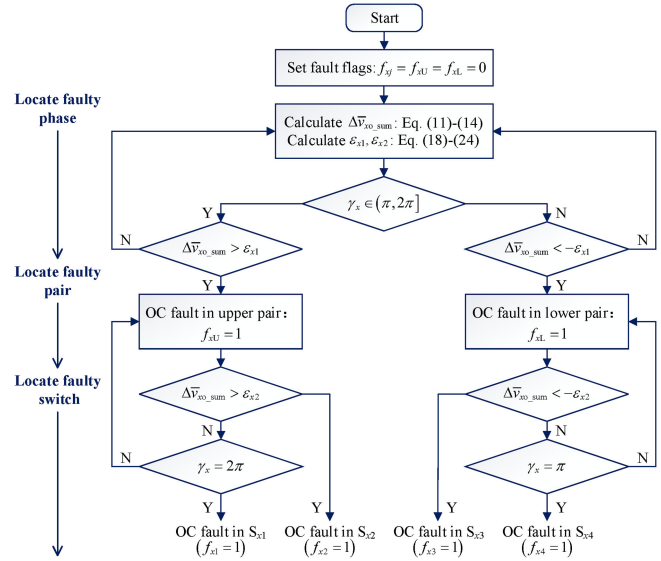 Start
Set fault flags: f_xj = f_xU = f_xL = 0
Locate faulty
phase
Calculate Δv̅_xo_sum: Eq. (11)-(14)
Calculate ε_x1, ε_x2: Eq. (18)-(24)
γ_x ∈ (π, 2π]
Y
N
N
Δv̅_xo_sum > ε_x1
Δv̅_xo_sum < −ε_x1
N
Locate faulty
pair
Y
Y
OC fault in upper pair:
f_xU = 1
OC fault in lower pair:
f_xL = 1
Locate faulty
switch
Δv̅_xo_sum > ε_x2
Δv̅_xo_sum < −ε_x2
N
N
N
γ_x = 2π
γ_x = π
N
Y
Y
Y
Y
OC fault in S_x1
(f_x1 = 1)
OC fault in S_x2
(f_x2 = 1)
OC fault in S_x3
(f_x3 = 1)
OC fault in S_x4
(f_x4 = 1)